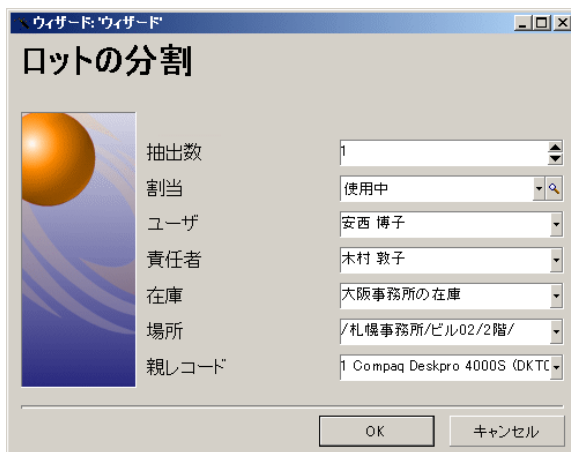 ウィザード: 'ウィザード'
ロットの分割
抽出数 1
割当 使用中
ユーザ 安西 博子
責任者 木村 敦子
在庫 大阪事務所の在庫
場所 /札幌事務所/ビル02/2階/
親レコード 1 Compaq Deskpro 4000S (DKTC
OK キャンセル